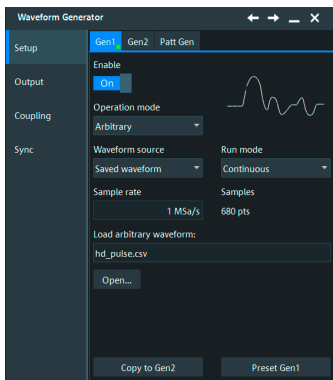 Waveform Generator
Setup
Output
Coupling
Sync
Gen1 Gen2 Patt Gen
Enable
On
Operation mode
Arbitrary
Waveform source Run mode
Saved waveform Continuous
Sample rate Samples
1 MSa/s 680 pts
Load arbitrary waveform:
hd_pulse.csv
Open...
Copy to Gen2 Preset Gen1